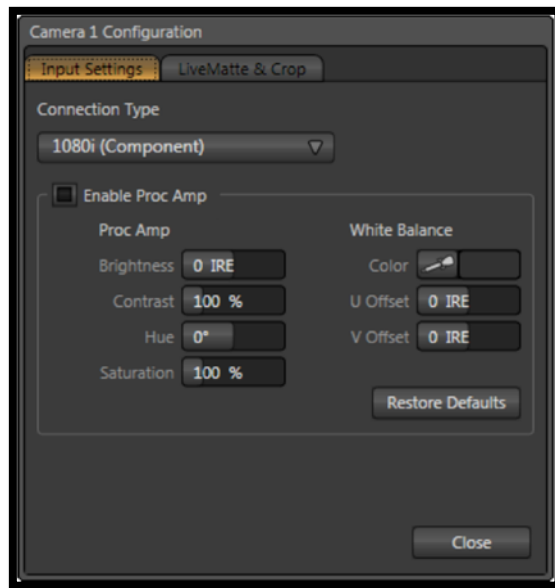 Camera 1 Configuration
Input Settings LiveMatte & Crop
Connection Type
1080i (Component)
Enable Proc Amp
Proc Amp White Balance
Brightness 0 IRE Color
Contrast 100 % U Offset 0 IRE
Hue 0° V Offset 0 IRE
Saturation 100 %
Restore Defaults
Close